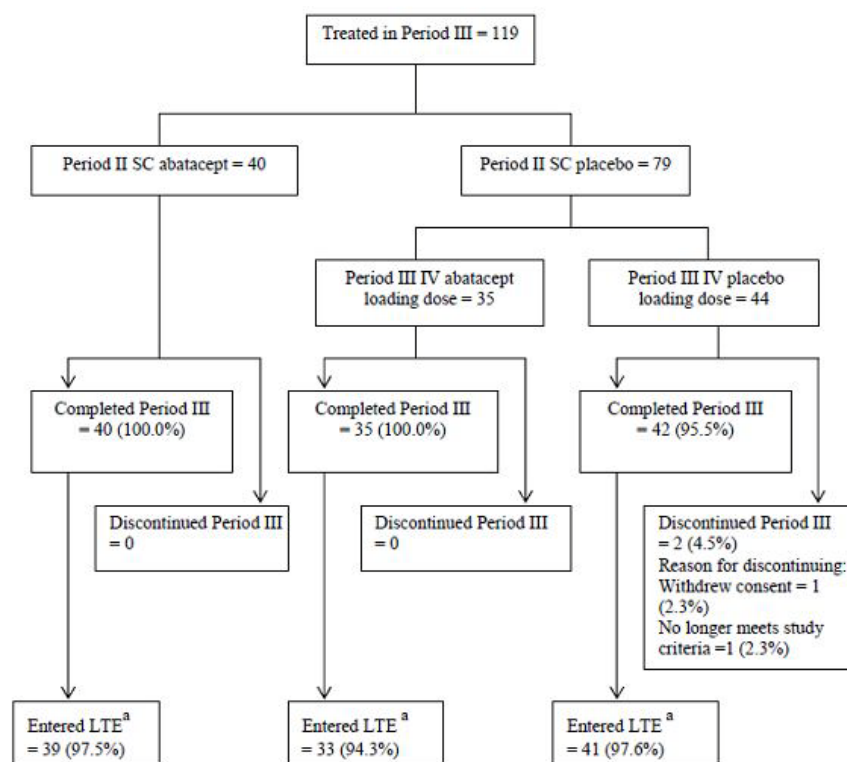 Treated in Period III = 119
Period II SC abatacept = 40
Period II SC placebo = 79
Period III IV abatacept
loading dose = 35
Period III IV placebo
loading dose = 44
Completed Period III
= 40 (100.0%)
Completed Period III
= 35 (100.0%)
Completed Period III
= 42 (95.5%)
Discontinued Period III
= 0
Discontinued Period III
= 0
Discontinued Period III
= 2 (4.5%)
Reason for discontinuing:
Withdrew consent = 1
(2.3%)
No longer meets study
criteria =1 (2.3%)
Entered LTE a
= 39 (97.5%)
Entered LTE a
= 33 (94.3%)
Entered LTE a
= 41 (97.6%)